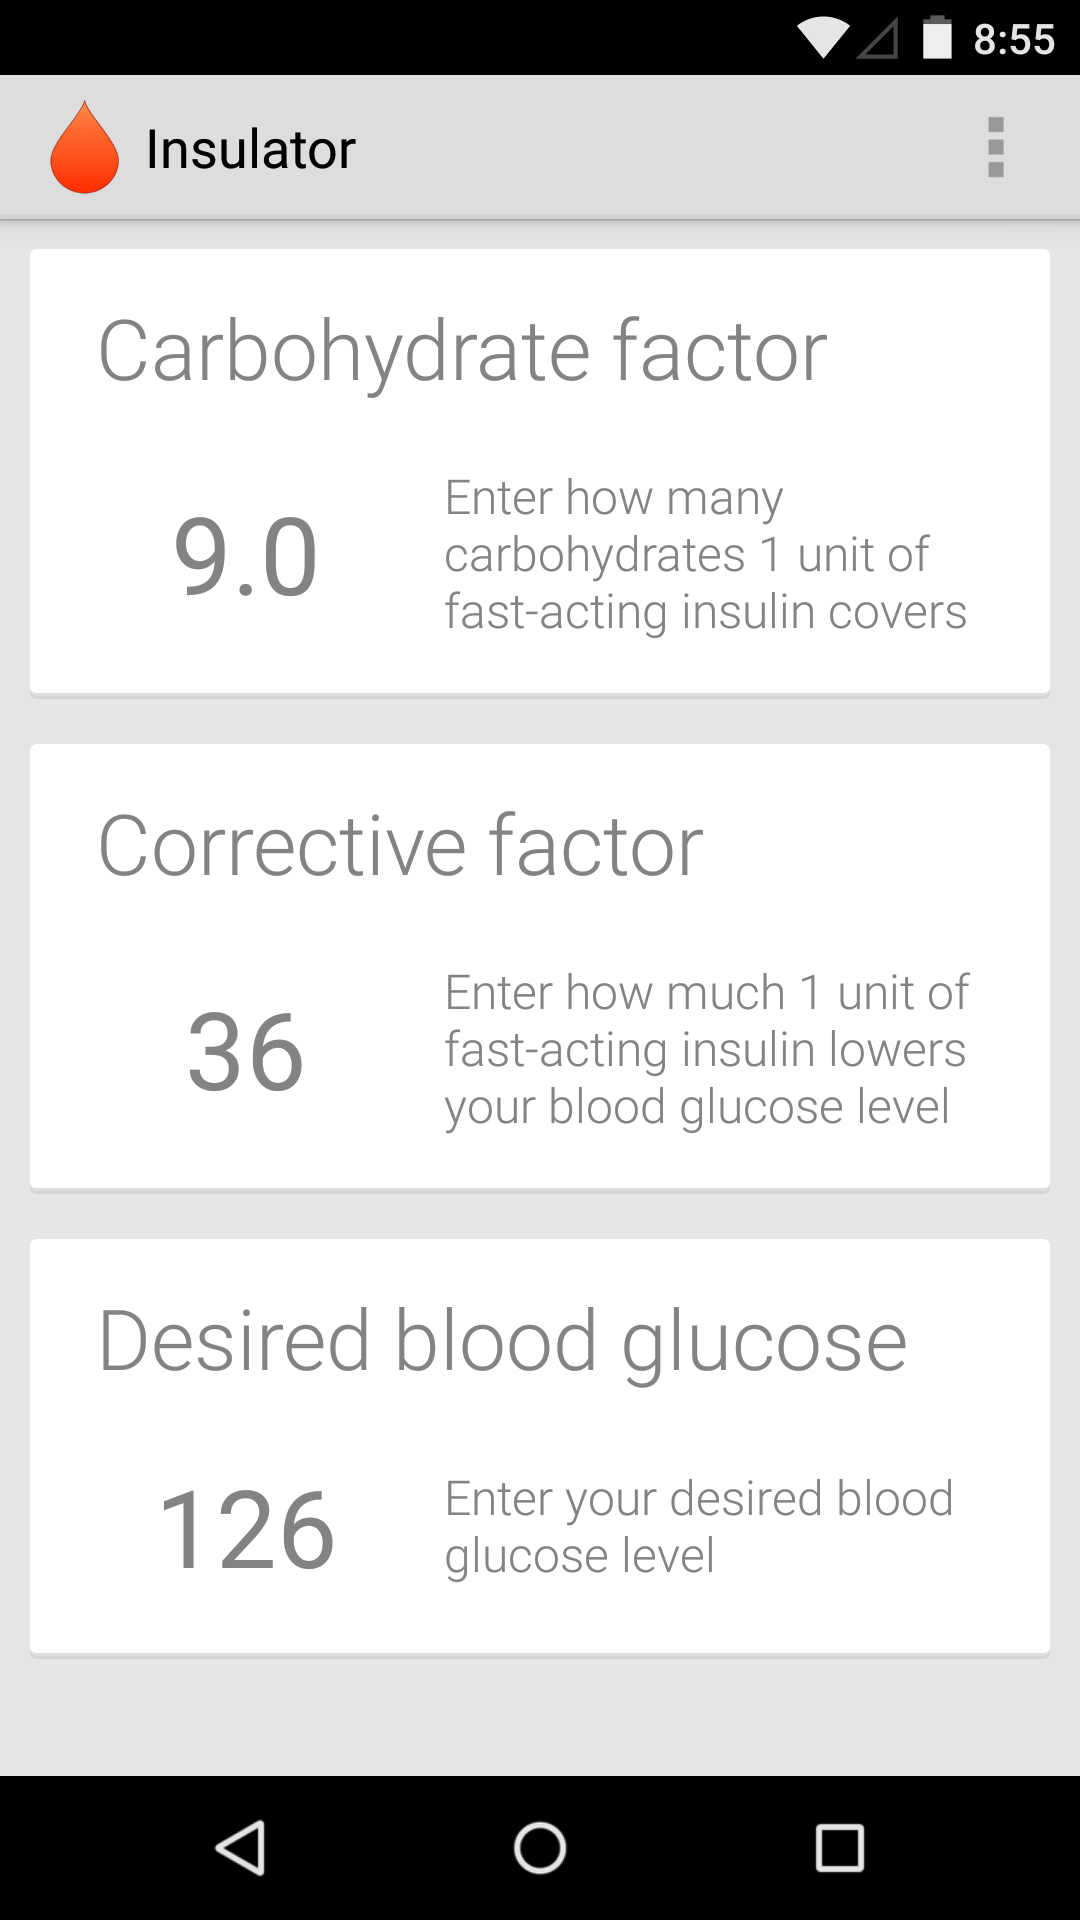 8:55
Insulator
Carbohydrate factor
9.0
Enter how many
carbohydrates 1 unit of
fast-acting insulin covers
Corrective factor
36
Enter how much 1 unit of
fast-acting insulin lowers
your blood glucose level
Desired blood glucose
126
Enter your desired blood
glucose level